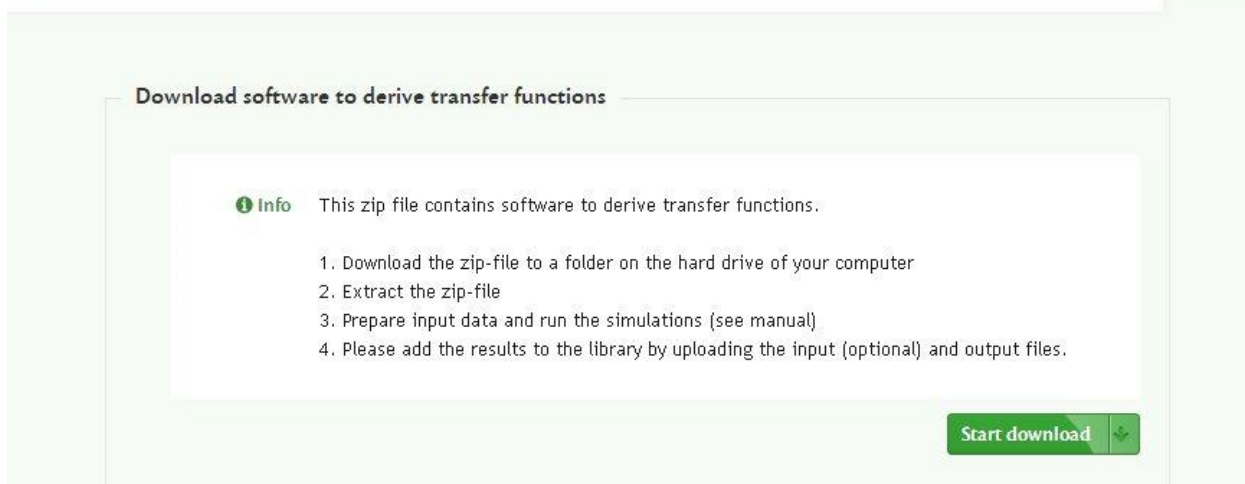 Download software to derive transfer functions
Info This zip file contains software to derive transfer functions.
1. Download the zip-file to a folder on the hard drive of your computer
2. Extract the zip-file
3. Prepare input data and run the simulations (see manual)
4. Please add the results to the library by uploading the input (optional) and output files.
Start download